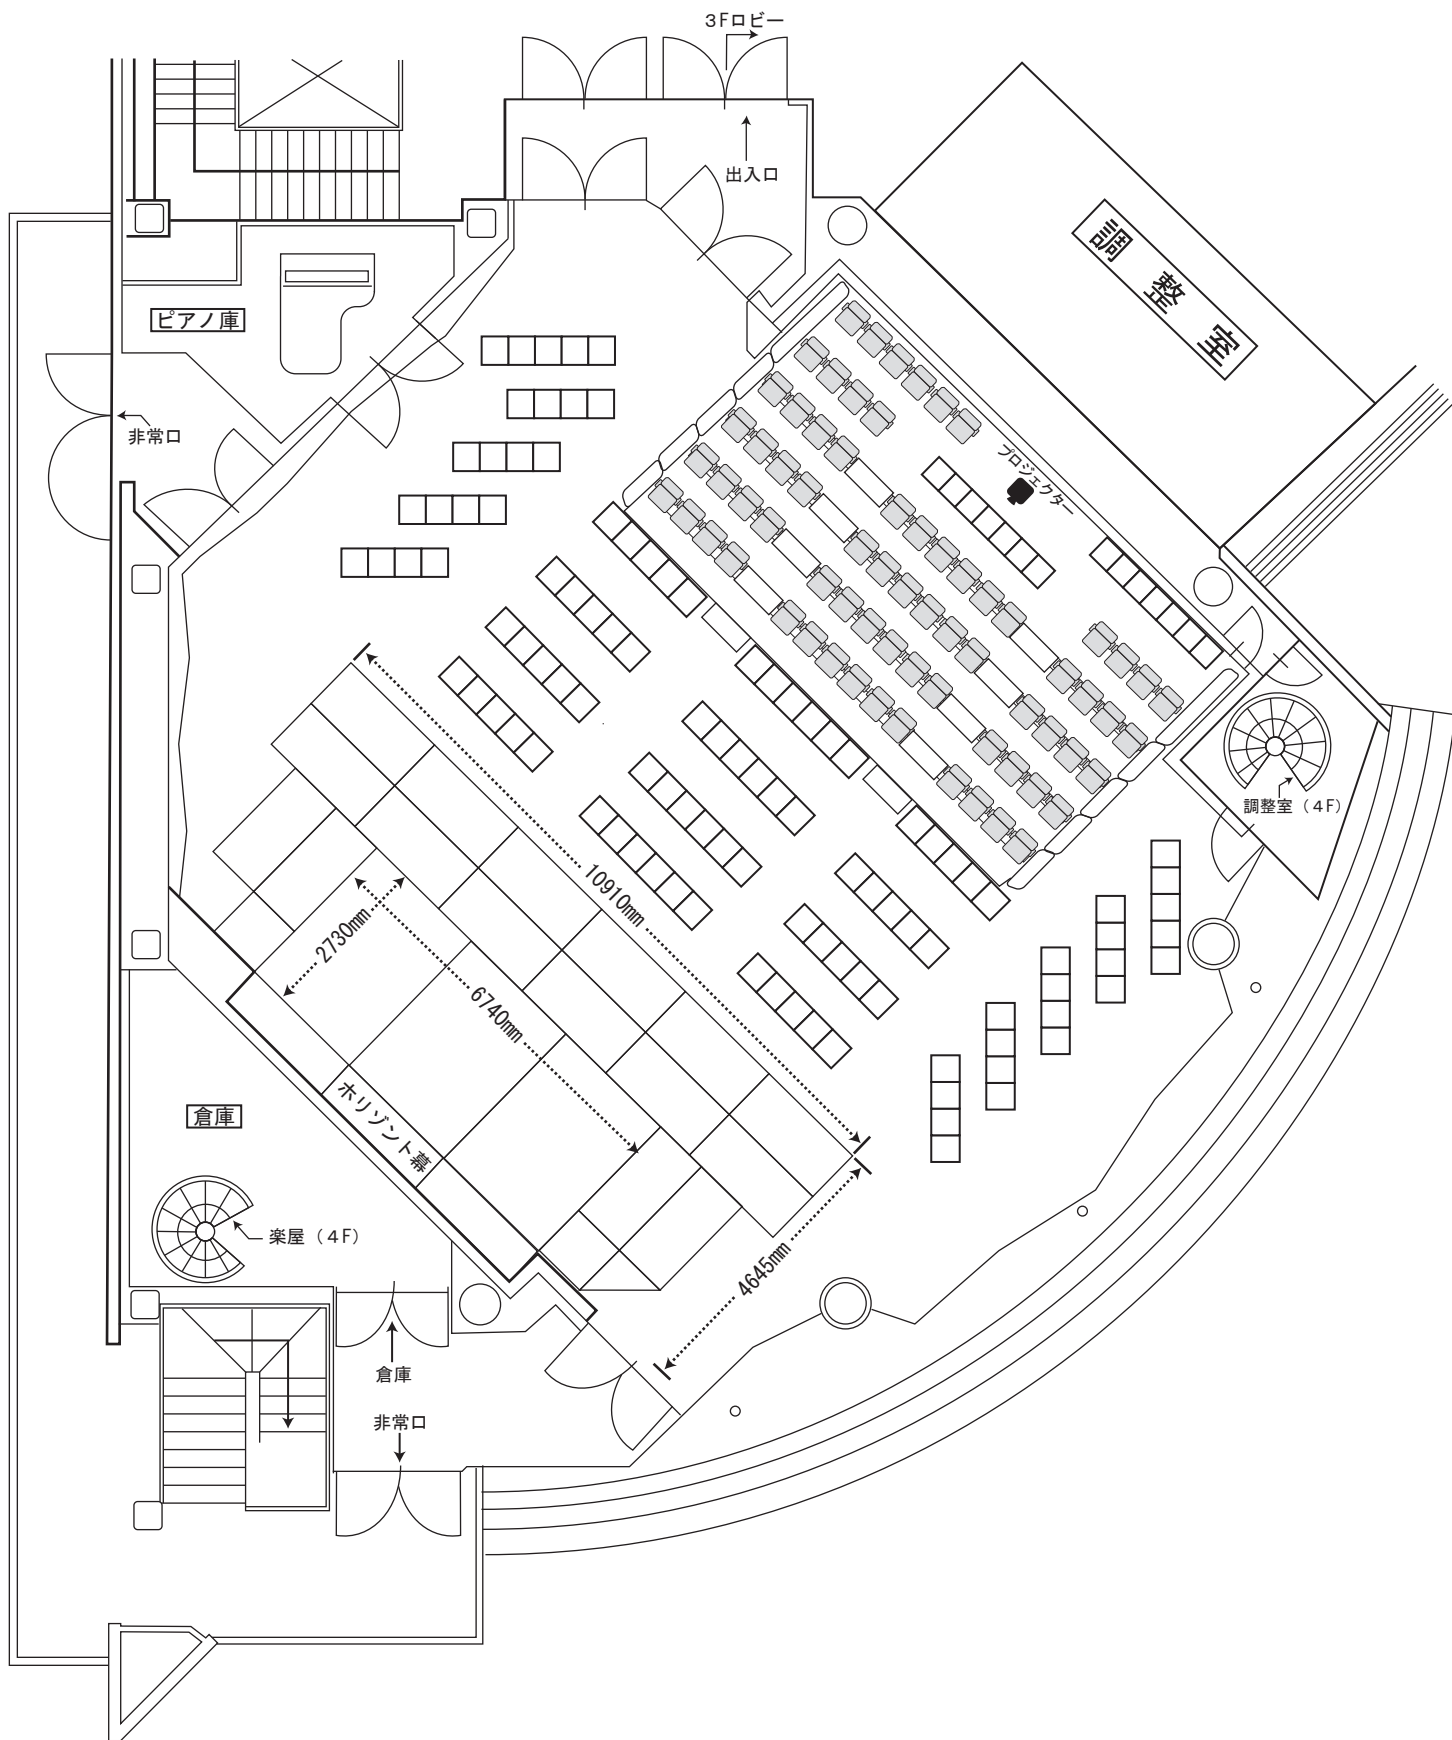 3Fロビー
出入口
調整室
ピアノ庫
非常口
プロジェクター
調整室（4F）
10910mm
2730mm
6740mm
ホリゾント幕
倉庫
楽屋（4F）
4645mm
倉庫
非常口